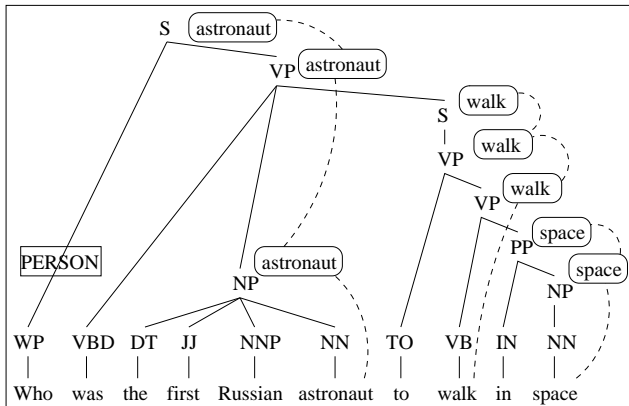 S astronaut
VP astronaut
S walk
VP walk
VP walk
PP space
PERSON NP astronaut NP space
WP VBD DT JJ NNP NN TO VB IN NN
Who was the first Russian astronaut to walk in space